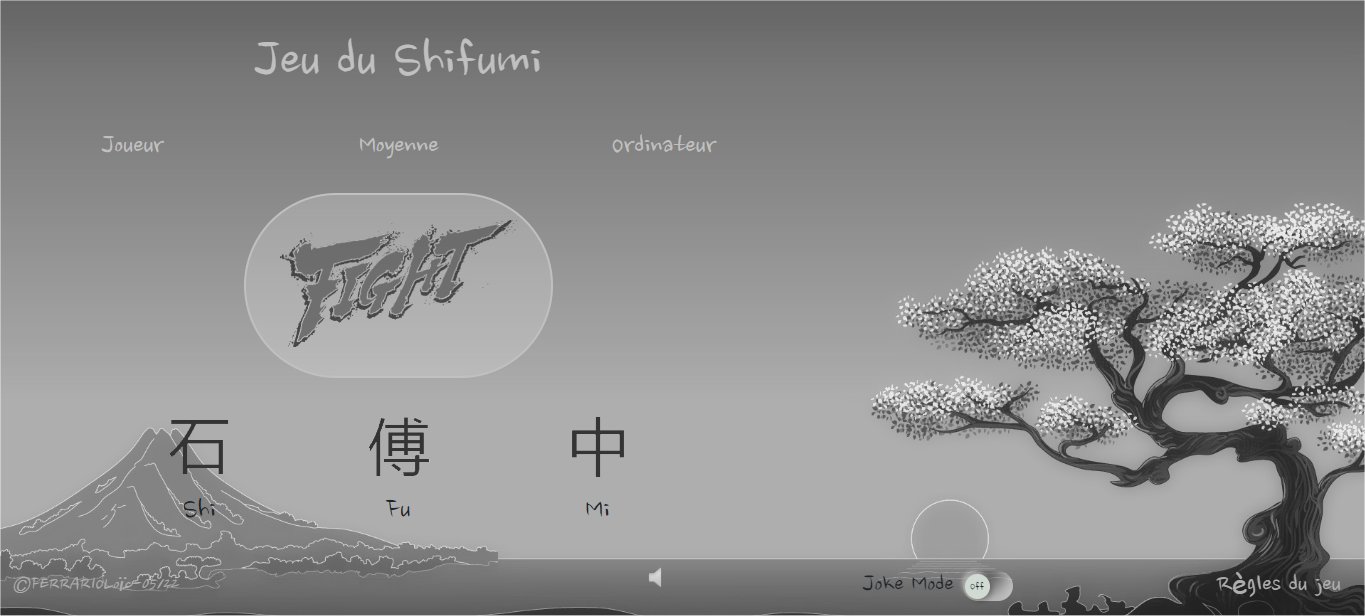 Jeu du Shifumi
Joueur Moyenne Ordinateur
FIGHT
石 傅 中
Shi Fu Mi
©FERRARIOLoïc-05/22
Joke Mode off
Règles du jeu